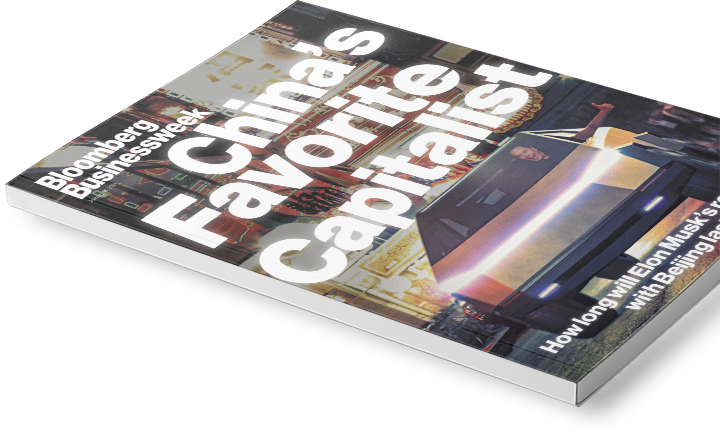 Bloomberg
Businessweek
China's
Favorite
Capitalist
How long will Elon Musk's
with Beijing